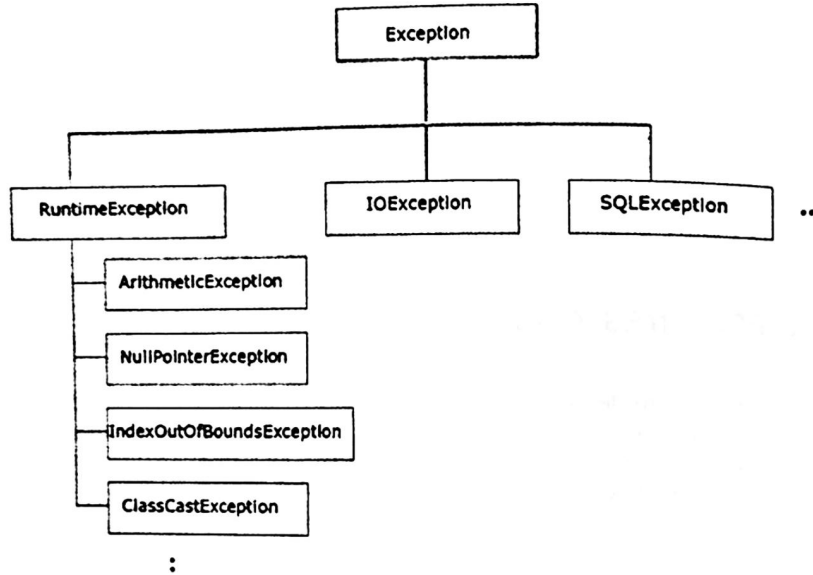 Exception
RuntimeException
IOException
SQLException
..
ArithmeticException
NullPointerException
IndexOutOfBoundsException
ClassCastException
: